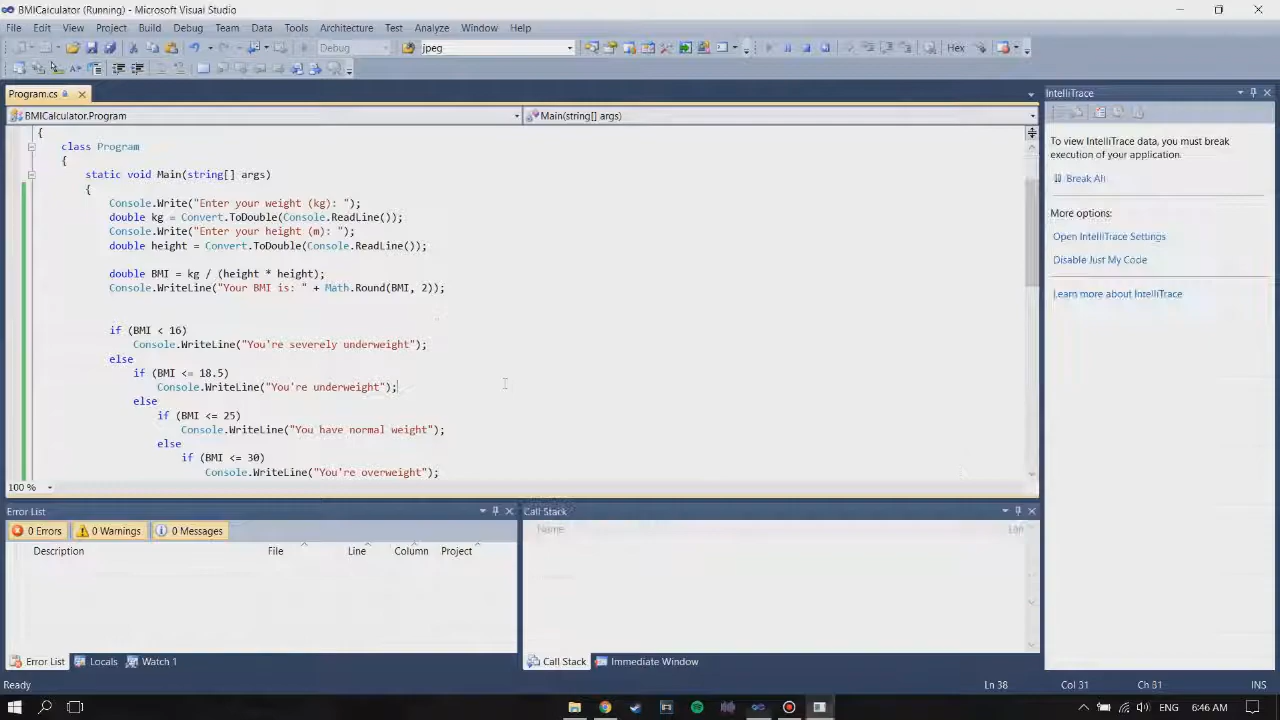 BMICalculator (Running) - Microsoft Visual Studio
File Edit View Project Build Debug Team Data Tools Architecture Test Analyze Window Help
Debug jpeg Hex
Program.cs
BMICalculator.Program Main(string[] args)
{
class Program
{
static void Main(string[] args)
{
Console.Write("Enter your weight (kg): ");
double kg = Convert.ToDouble(Console.ReadLine());
Console.Write("Enter your height (m): ");
double height = Convert.ToDouble(Console.ReadLine());
double BMI = kg / (height * height);
Console.WriteLine("Your BMI is: " + Math.Round(BMI, 2));
if (BMI < 16)
Console.WriteLine("You're severely underweight");
else
if (BMI <= 18.5)
Console.WriteLine("You're underweight");
else
if (BMI <= 25)
Console.WriteLine("You have normal weight");
else
if (BMI <= 30)
Console.WriteLine("You're overweight");
100 %
IntelliTrace
To view IntelliTrace data, you must break
execution of your application.
Break All
More options:
Open IntelliTrace Settings
Disable Just My Code
Learn more about IntelliTrace
Error List
0 Errors 0 Warnings 0 Messages
Description File Line Column Project
Call Stack
Name Lan
Error List Locals Watch 1
Call Stack Immediate Window
Ready Ln 38 Col 31 Ch 31 INS
ENG 6:46 AM